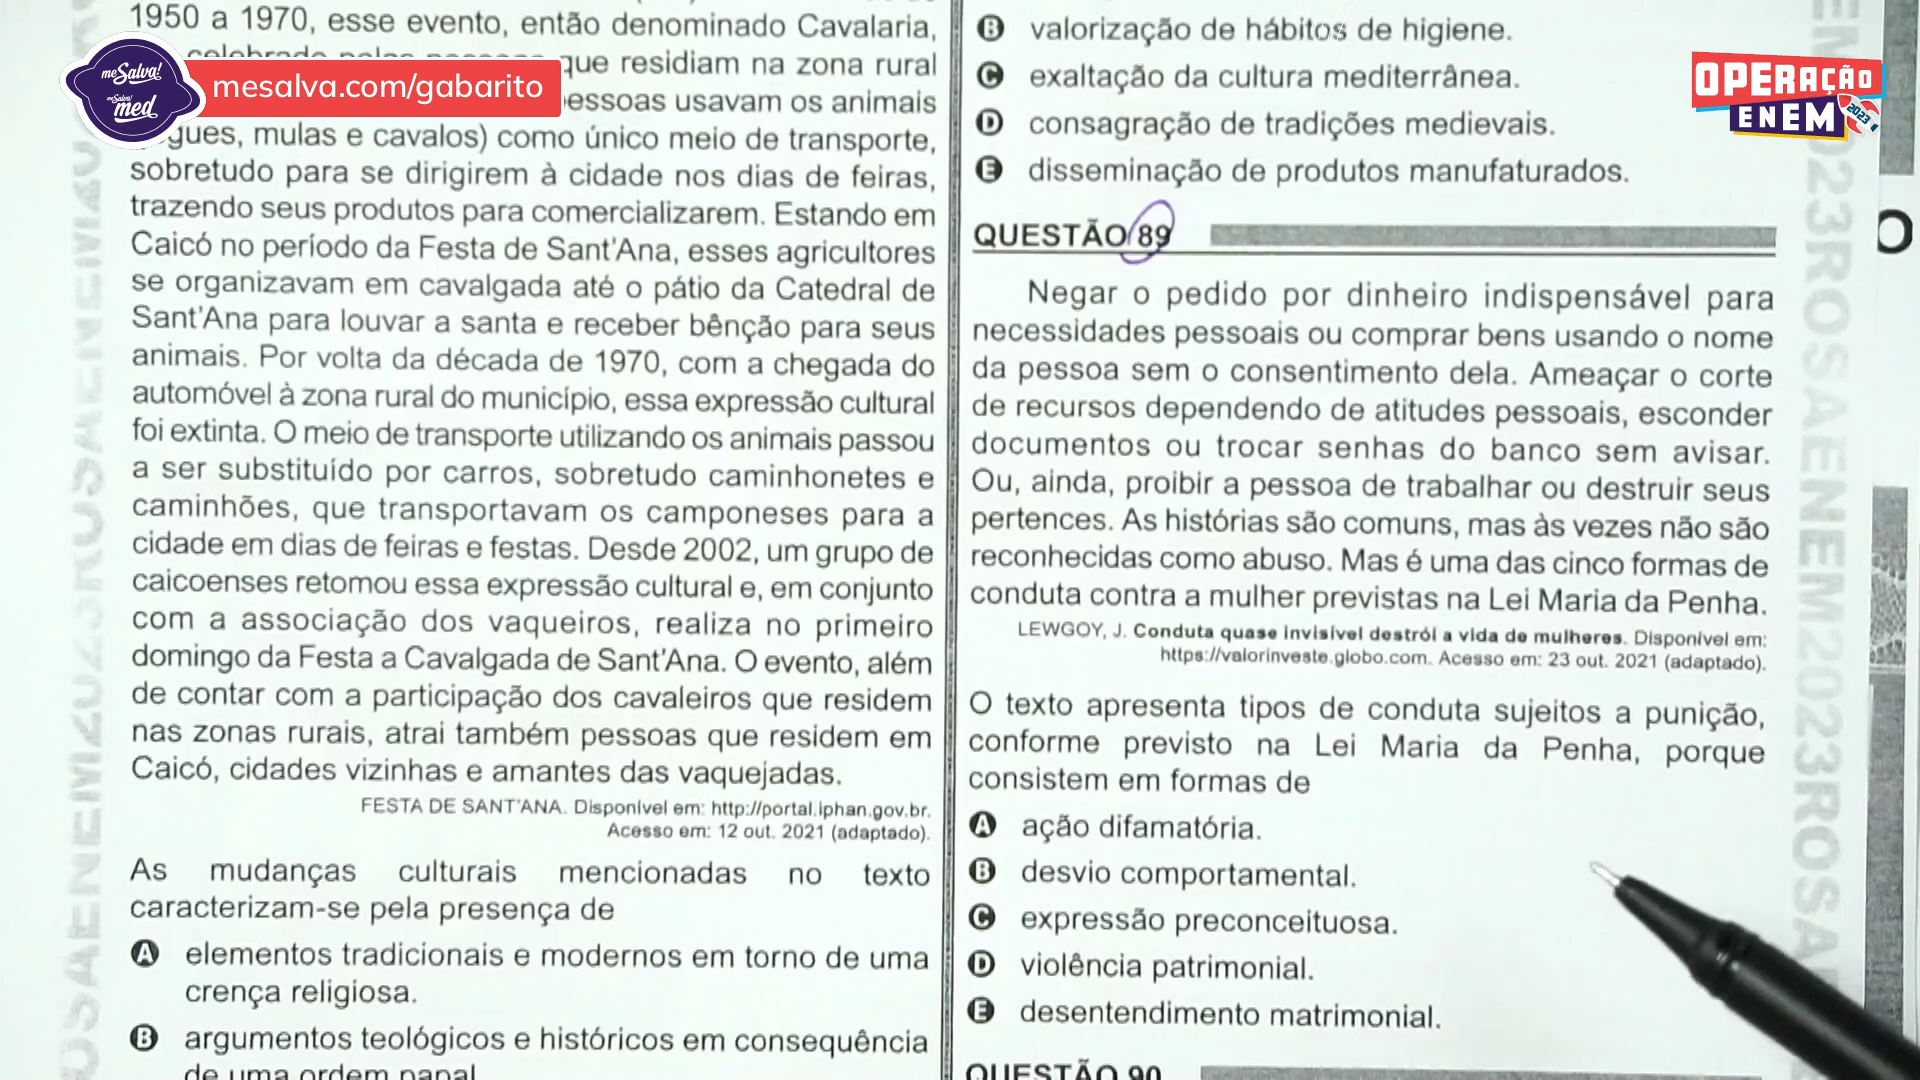 1950 a 1970, esse evento, então denominado Cavalaria,
que residiam na zona rural
pessoas usavam os animais
mulas e cavalos) como único meio de transporte,
sobretudo para se dirigirem à cidade nos dias de feiras,
trazendo seus produtos para comercializarem. Estando em
Caicó no período da Festa de Sant'Ana, esses agricultores
se organizavam em cavalgada até o pátio da Catedral de
Sant'Ana para louvar a santa e receber bênção para seus
animais. Por volta da década de 1970, com a chegada do
automóvel à zona rural do município, essa expressão cultural
foi extinta. O meio de transporte utilizando os animais passou
a ser substituído por carros, sobretudo caminhonetes e
caminhões, que transportavam os camponeses para a
cidade em dias de feiras e festas. Desde 2002, um grupo de
caicoenses retomou essa expressão cultural e, em conjunto
com a associação dos vaqueiros, realiza no primeiro
domingo da Festa a Cavalgada de Sant'Ana. O evento, além
de contar com a participação dos cavaleiros que residem
nas zonas rurais, atrai também pessoas que residem em
Caicó, cidades vizinhas e amantes das vaquejadas.
FESTA DE SANT'ANA. Disponível em: http://portal.iphan.gov.br.
Acesso em: 12 out. 2021 (adaptado).
As mudanças culturais mencionadas no texto
caracterizam-se pela presença de
A elementos tradicionais e modernos em torno de uma
crença religiosa.
B argumentos teológicos e históricos em consequência
de uma ordem papal
B valorização de hábitos de higiene.
C exaltação da cultura mediterrânea.
D consagração de tradições medievais.
E disseminação de produtos manufaturados.
QUESTÃO 89
Negar o pedido por dinheiro indispensável para
necessidades pessoais ou comprar bens usando o nome
da pessoa sem o consentimento dela. Ameaçar o corte
de recursos dependendo de atitudes pessoais, esconder
documentos ou trocar senhas do banco sem avisar.
Ou, ainda, proibir a pessoa de trabalhar ou destruir seus
pertences. As histórias são comuns, mas às vezes não são
reconhecidas como abuso. Mas é uma das cinco formas de
conduta contra a mulher previstas na Lei Maria da Penha.
LEWGOY, J. Conduta quase invisível destrói a vida de mulheres. Disponível em:
https://valorinveste.globo.com. Acesso em: 23 out. 2021 (adaptado).
O texto apresenta tipos de conduta sujeitos a punição,
conforme previsto na Lei Maria da Penha, porque
consistem em formas de
A ação difamatória.
B desvio comportamental.
C expressão preconceituosa.
D violência patrimonial.
E desentendimento matrimonial.
QUESTÃO 90
meSalva!
meSalva!
med
mesalva.com/gabarito
OPERAÇÃO
ENEM
2023